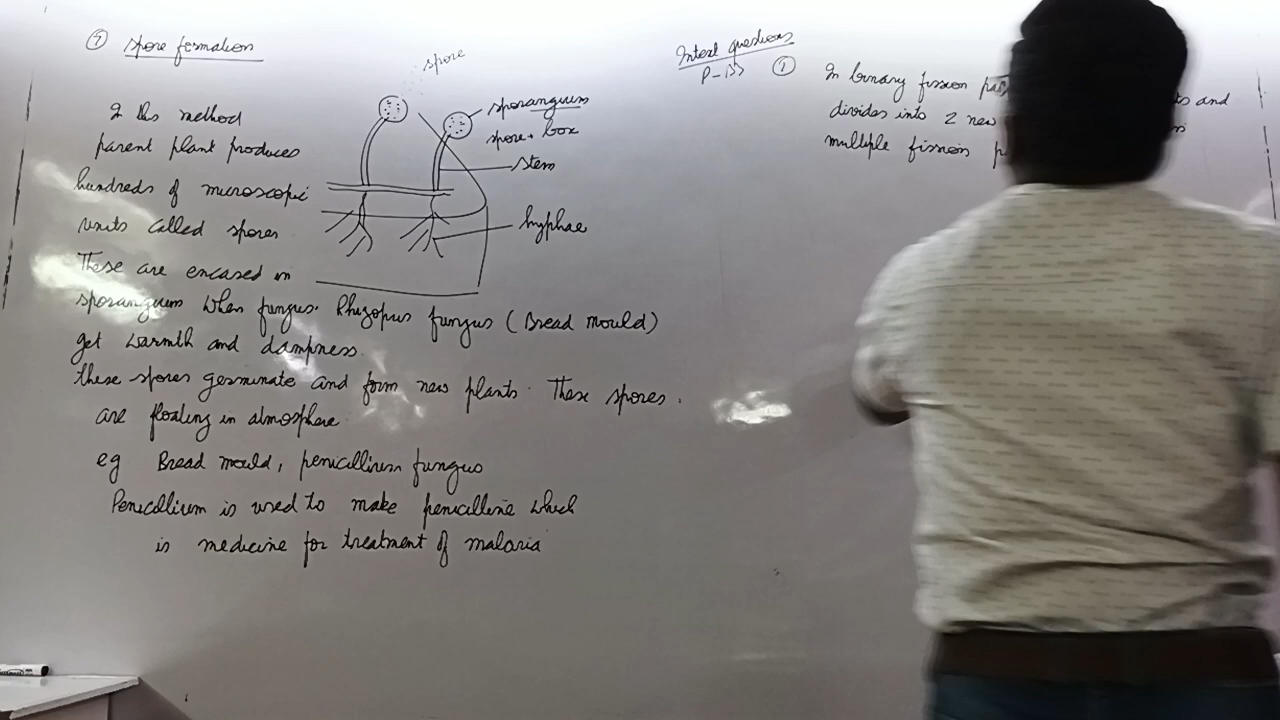 ⑦ Spore formation
In this method
parent plant produces
hundreds of microscopic
units called spores
These are encased in
sporangium when fungus. Rhizopus fungus (Bread mould)
get warmth and dampness.
these spores germinate and form new plants. These spores.
are floating in atmosphere
eg Bread mould, penicillium fungus
Penicillium is used to make penicilline which
is medicine for treatment of malaria
spore
sporangium
spore + box
stem
hyphae
Intext questions
① In binary fission
divides into 2 new
and
multiple fission